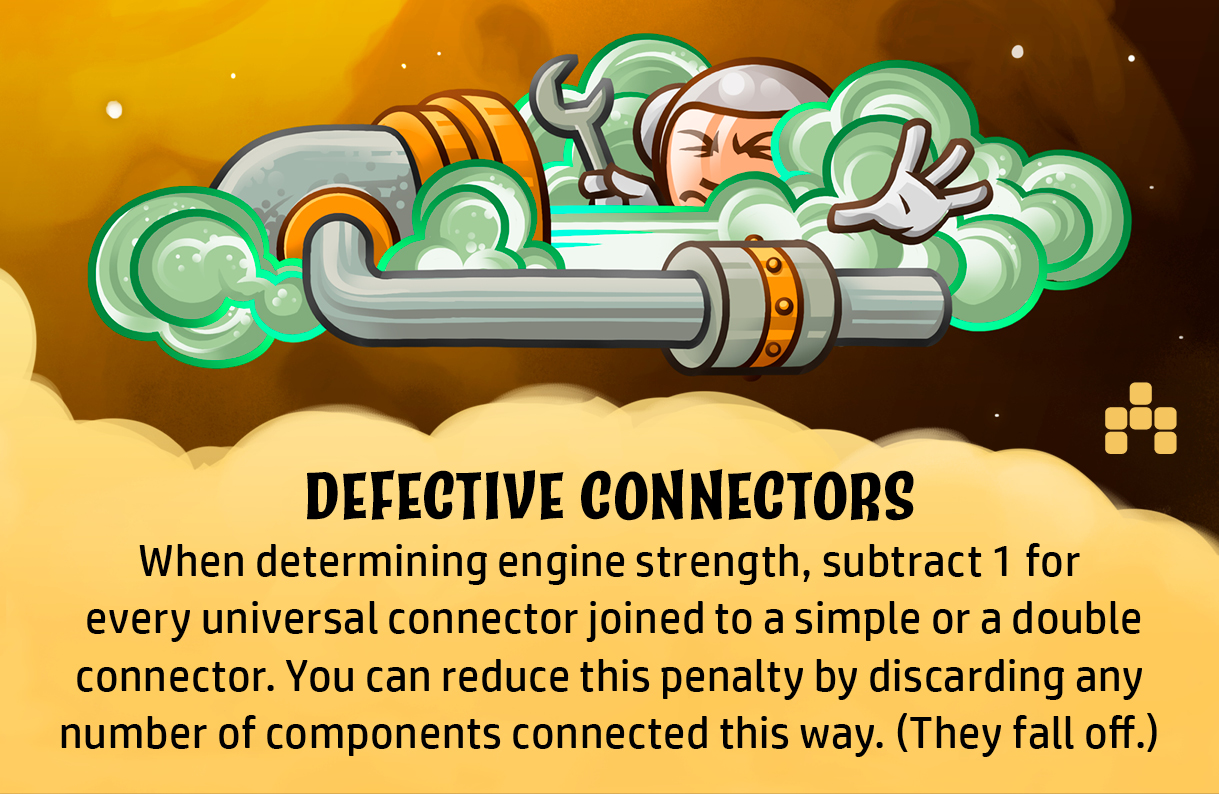 DEFECTIVE CONNECTORS
When determining engine strength, subtract 1 for
every universal connector joined to a simple or a double
connector. You can reduce this penalty by discarding any
number of components connected this way. (They fall off.)